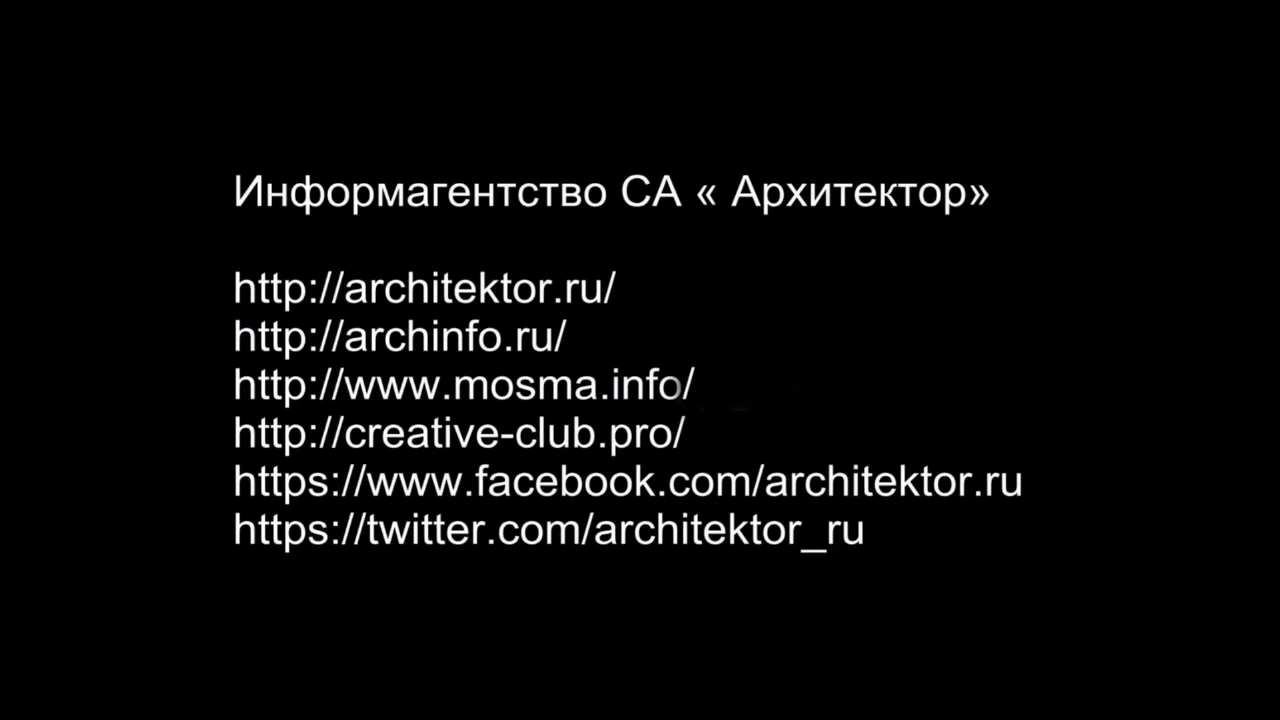 Информагентство СА « Архитектор»
http://architektor.ru/
http://archinfo.ru/
http://www.mosma.info/
http://creative-club.pro/
https://www.facebook.com/architektor.ru
https://twitter.com/architektor_ru